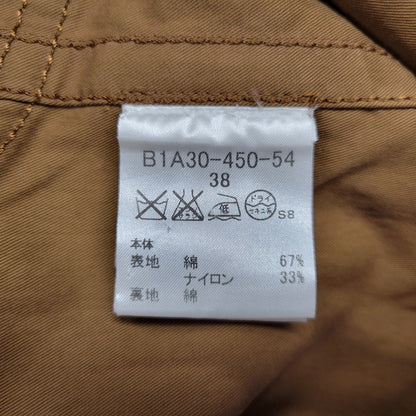 B1A30-450-54
38
低 ドライ セキユ系 S8
本体
表地 綿 67%
ナイロン 33%
裏地 綿